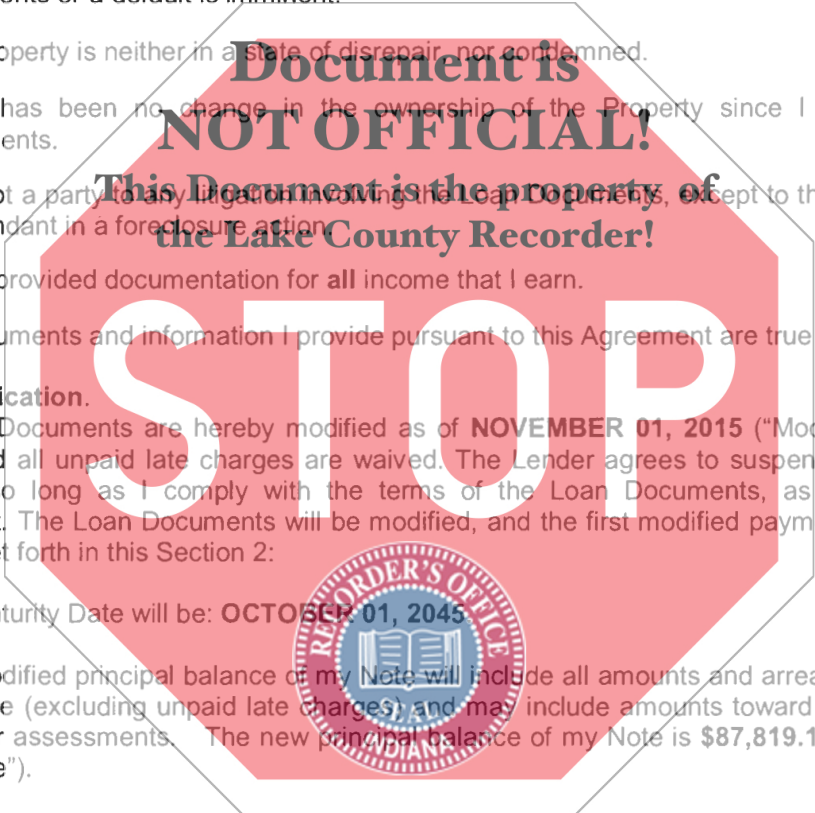 ents or a default is imminent.
operty is neither in a state of disrepair, nor condemned.
has been no change in the ownership of the Property since I
ents.
t a party to any litigation involving the Loan Documents, except to th
ndant in a foreclosure action.
provided documentation for all income that I earn.
uments and information I provide pursuant to this Agreement are true
ication.
Documents are hereby modified as of NOVEMBER 01, 2015 (“Mod
d all unpaid late charges are waived. The Lender agrees to suspen
o long as I comply with the terms of the Loan Documents, as
. The Loan Documents will be modified, and the first modified paym
t forth in this Section 2:
turity Date will be: OCTOBER 01, 2045.
dified principal balance of my Note will include all amounts and arrea
e (excluding unpaid late charges) and may include amounts toward
r assessments. The new principal balance of my Note is $87,819.1
e”).
Document is
NOT OFFICIAL!
This Document is the property of
the Lake County Recorder!
STOP
RECORDER'S OFFICE
SEAL
INDIANA